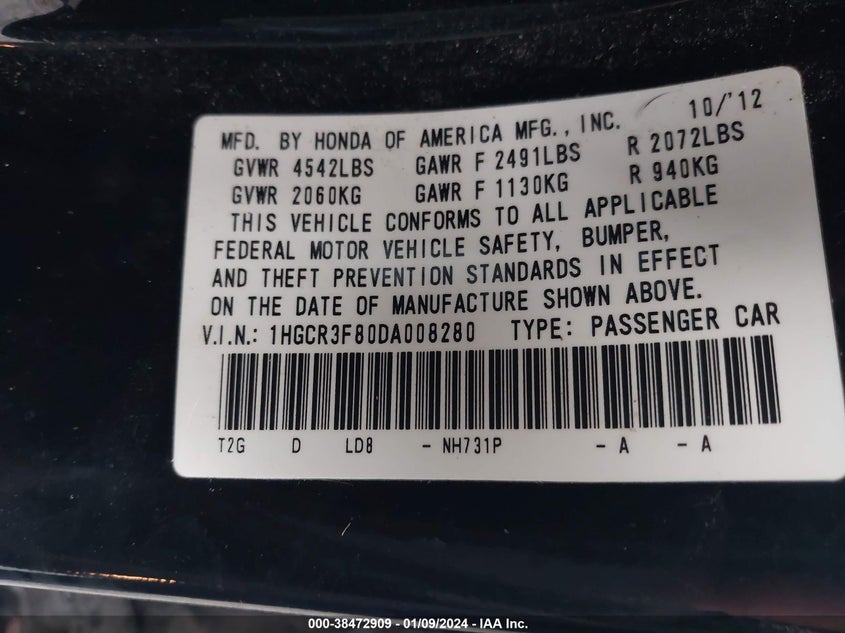 10/'12
MFD. BY HONDA OF AMERICA MFG., INC.
GVWR 4542LBS GAWR F 2491LBS R 2072LBS
GVWR 2060KG GAWR F 1130KG R 940KG
THIS VEHICLE CONFORMS TO ALL APPLICABLE
FEDERAL MOTOR VEHICLE SAFETY, BUMPER,
AND THEFT PREVENTION STANDARDS IN EFFECT
ON THE DATE OF MANUFACTURE SHOWN ABOVE.
V.I.N.: 1HGCR3F80DA008280 TYPE: PASSENGER CAR
T2G D LD8 - NH731P - A - A
000-38472909 - 01/09/2024 - IAA Inc.